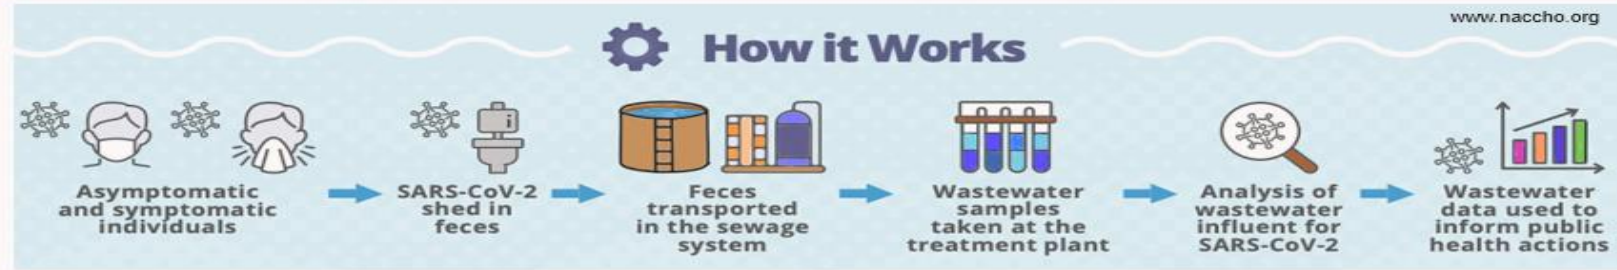 www.naccho.org
How it Works
Asymptomatic
and symptomatic
individuals
SARS-CoV-2
shed in
feces
Feces
transported
in the sewage
system
Wastewater
samples
taken at the
treatment plant
Analysis of
wastewater
influent for
SARS-CoV-2
Wastewater
data used to
inform public
health actions